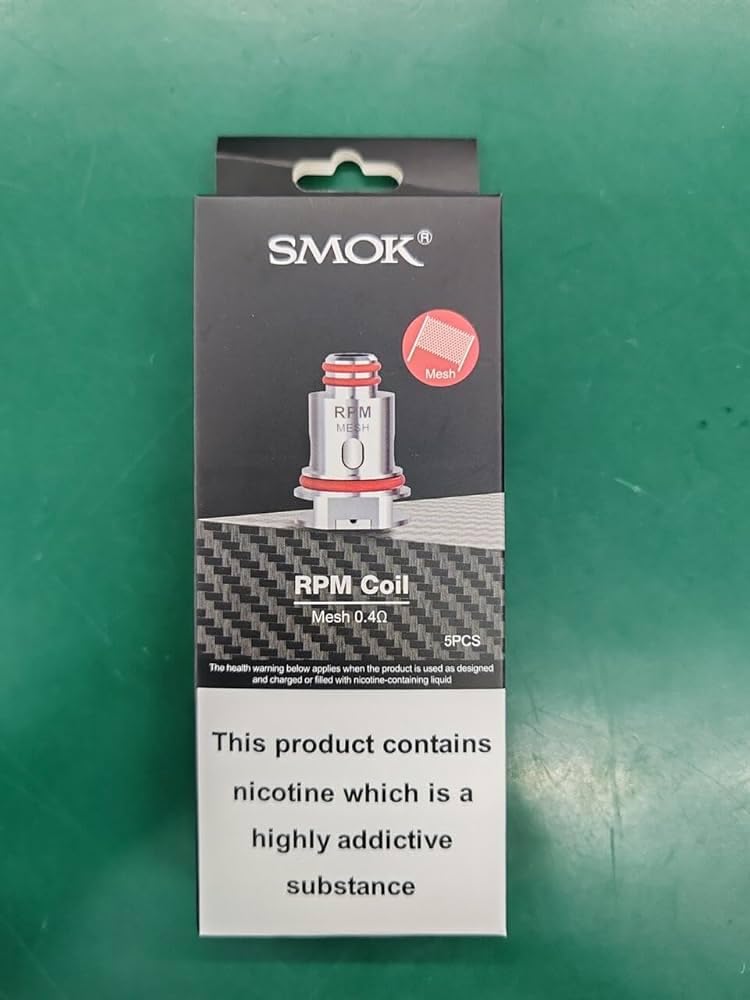 SMOK®
Mesh
RPM
MESH
RPM Coil
Mesh 0.4Ω
5PCS
The health warning below applies when the product is used as designed
and charged or filled with nicotine-containing liquid
This product contains
nicotine which is a
highly addictive
substance